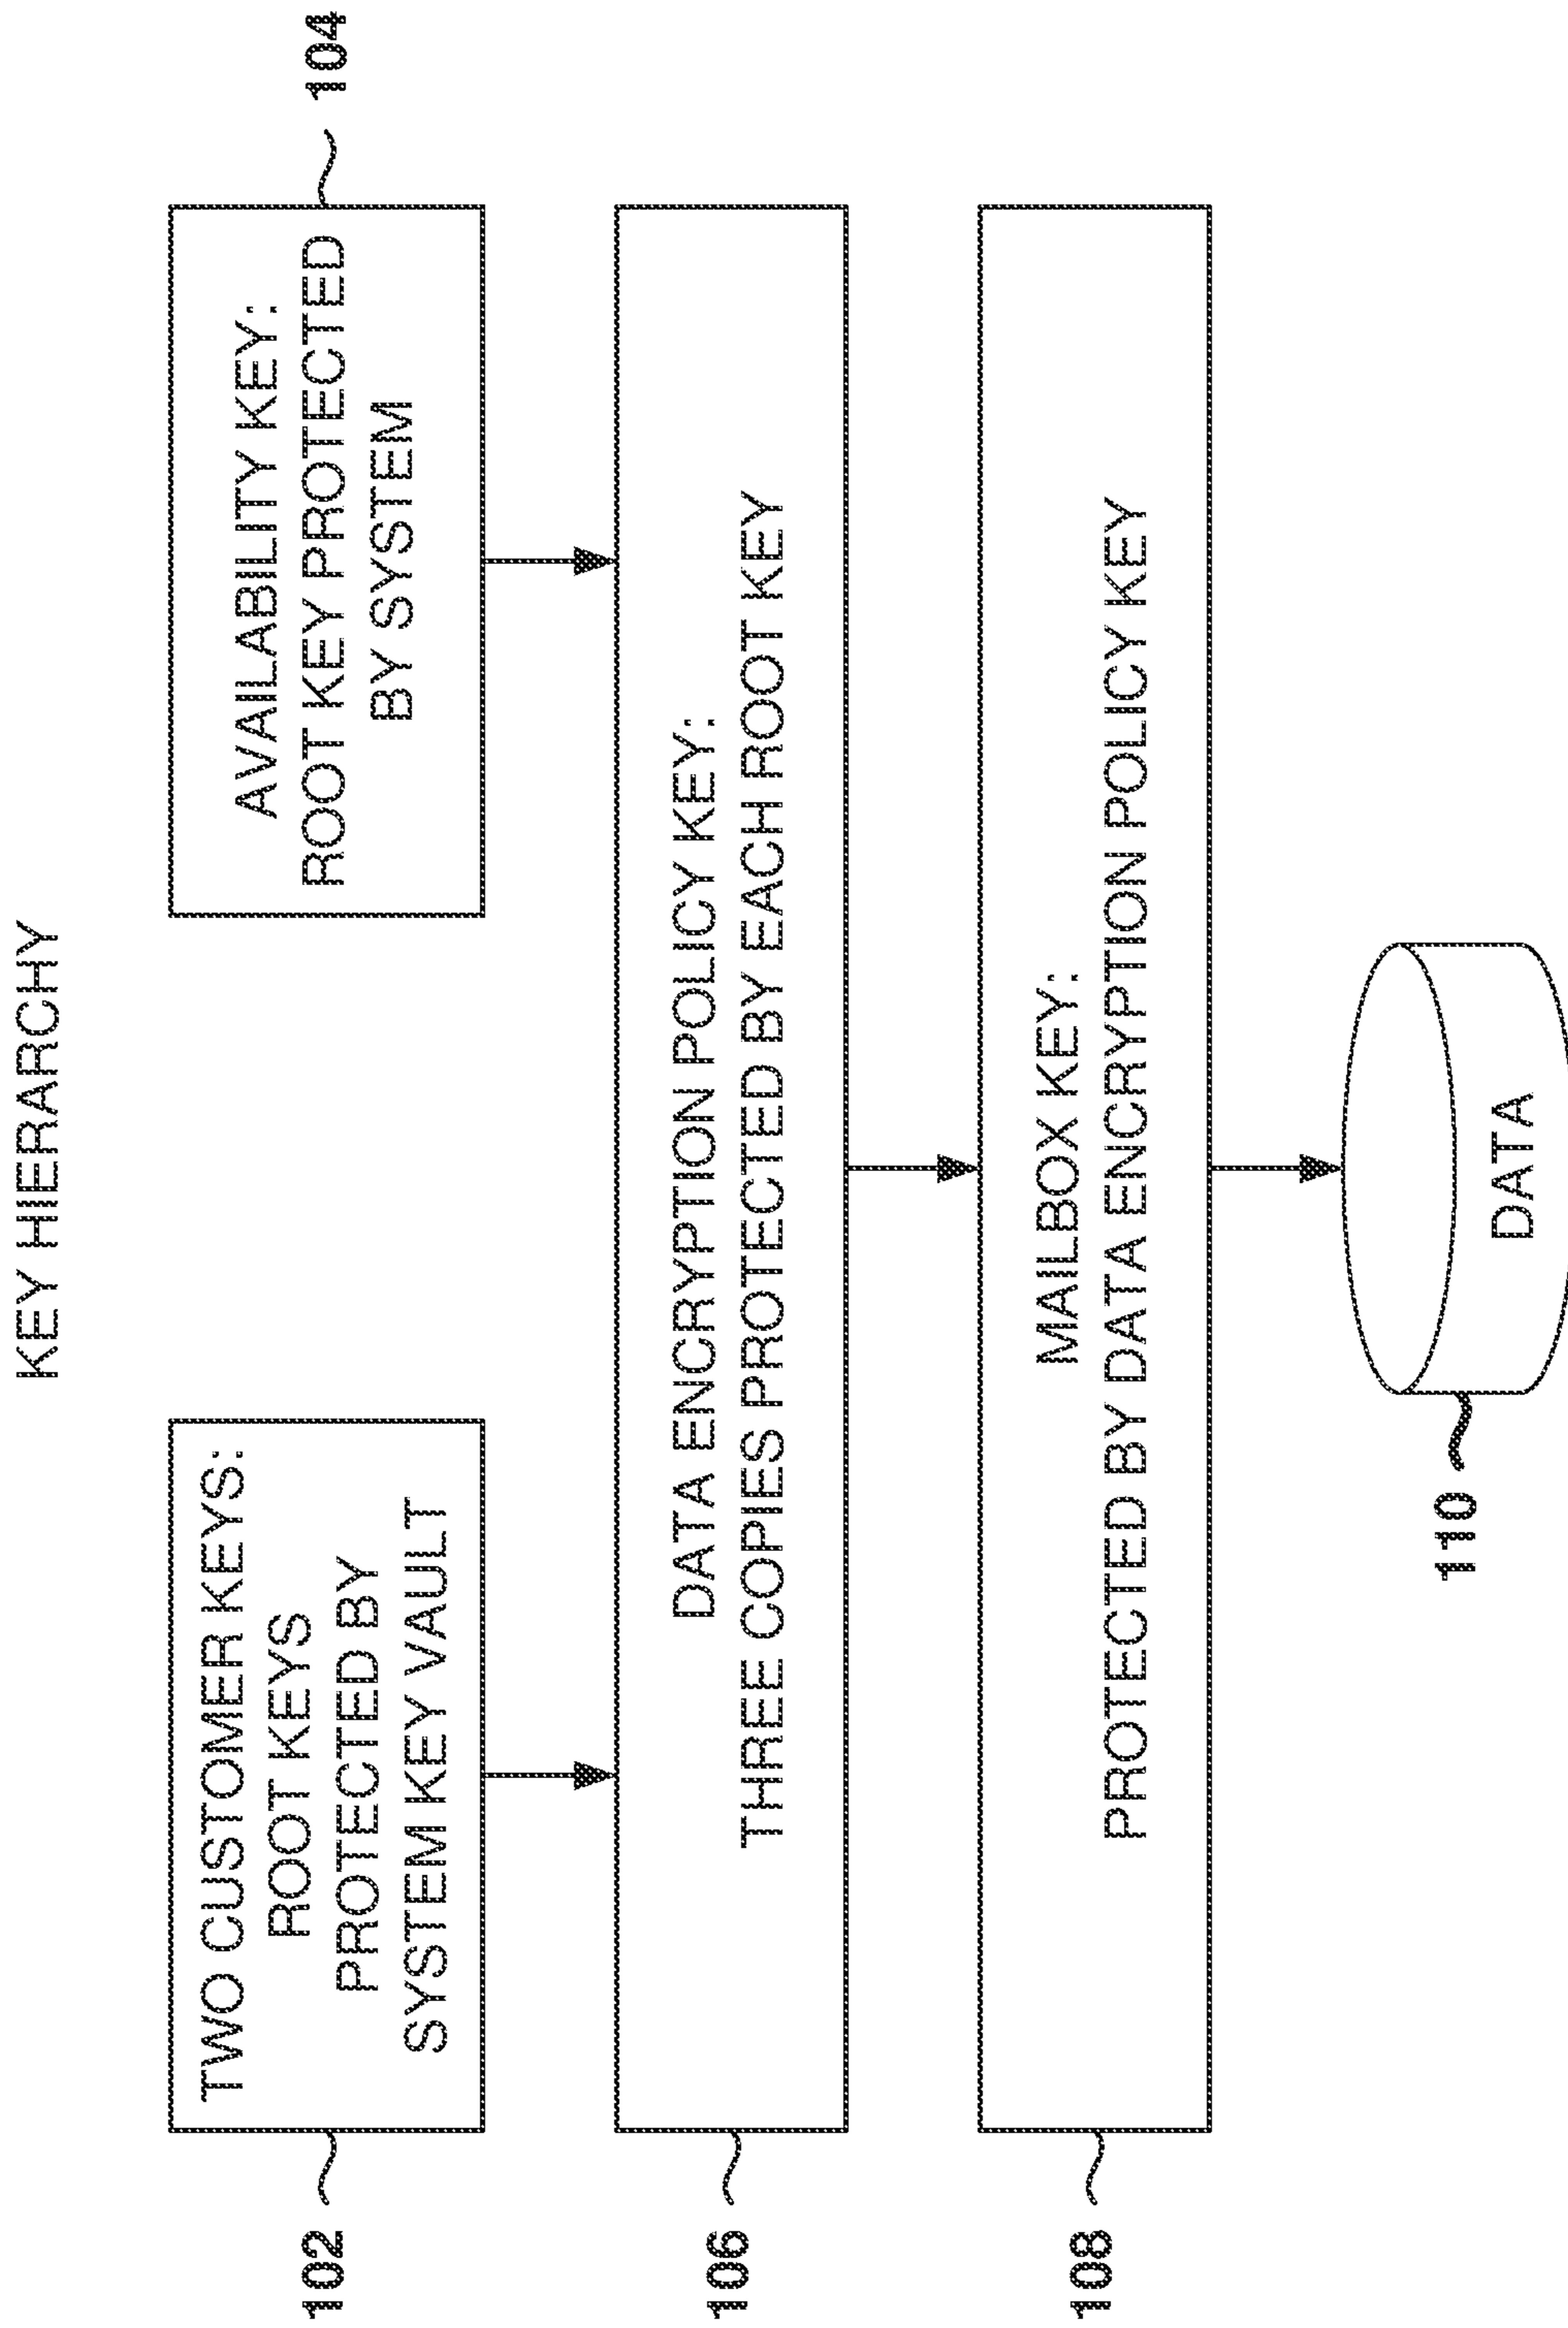 KEY HIERARCHY
TWO CUSTOMER KEYS:
ROOT KEYS
PROTECTED BY
SYSTEM KEY VAULT
102
AVAILABILITY KEY:
ROOT KEY PROTECTED
BY SYSTEM
104
DATA ENCRYPTION POLICY KEY:
THREE COPIES PROTECTED BY EACH ROOT KEY
106
MAILBOX KEY:
PROTECTED BY DATA ENCRYPTION POLICY KEY
108
110
DATA